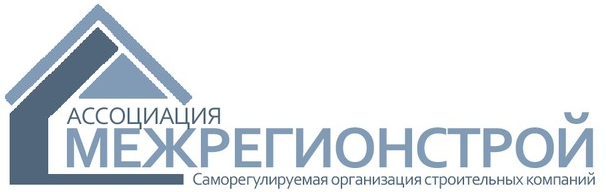 АССОЦИАЦИЯ
МЕЖРЕГИОНСТРОЙ
Саморегулируемая организация строительных компаний